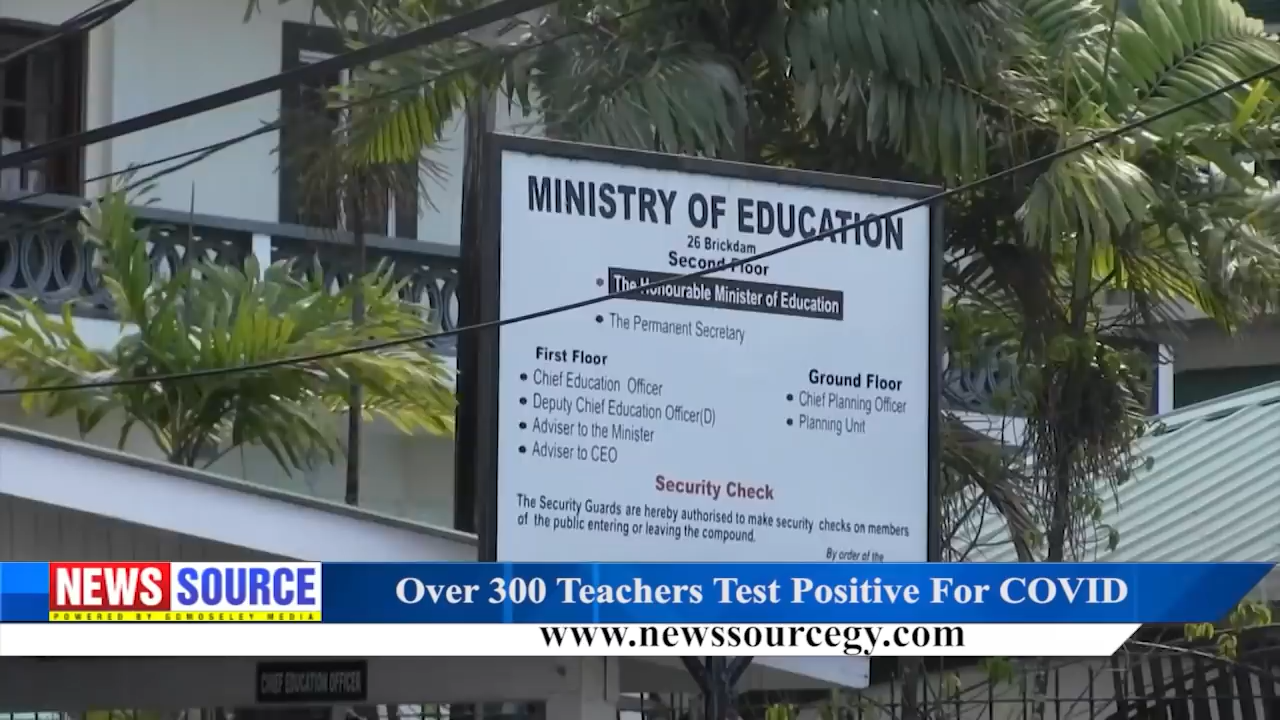 MINISTRY OF EDUCATION
26 Brickdam
Second Floor
• The Honourable Minister of Education
• The Permanent Secretary
First Floor
• Chief Education Officer
• Deputy Chief Education Officer(D)
• Adviser to the Minister
• Adviser to CEO
Ground Floor
• Chief Planning Officer
• Planning Unit
Security Check
The Security Guards are hereby authorised to make security checks on members
of the public entering or leaving the compound.
By order of the
NEWS SOURCE
POWERED BY GDMOSELEY MEDIA
Over 300 Teachers Test Positive For COVID
www.newssourcegy.com
CHIEF EDUCATION OFFICER